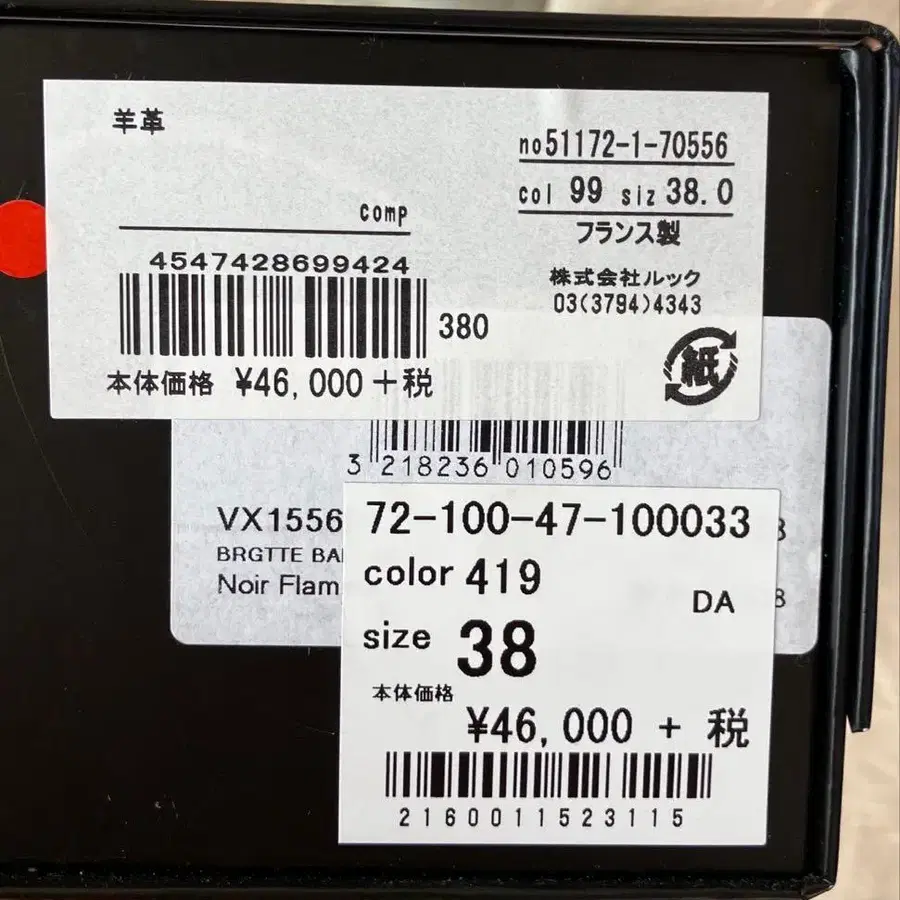 羊革
no51172-1-70556
col 99 siz 38.0
フランス製
comp
4547428699424
株式会社ルック
03(3794)4343
380
本体価格 ¥46,000+税
紙
3 218236 010596
VX1556
BRGTTE BA
Noir Flam
8
72-100-47-100033
color 419
DA
size 38
本体価格
¥46,000 + 税
2160011523115